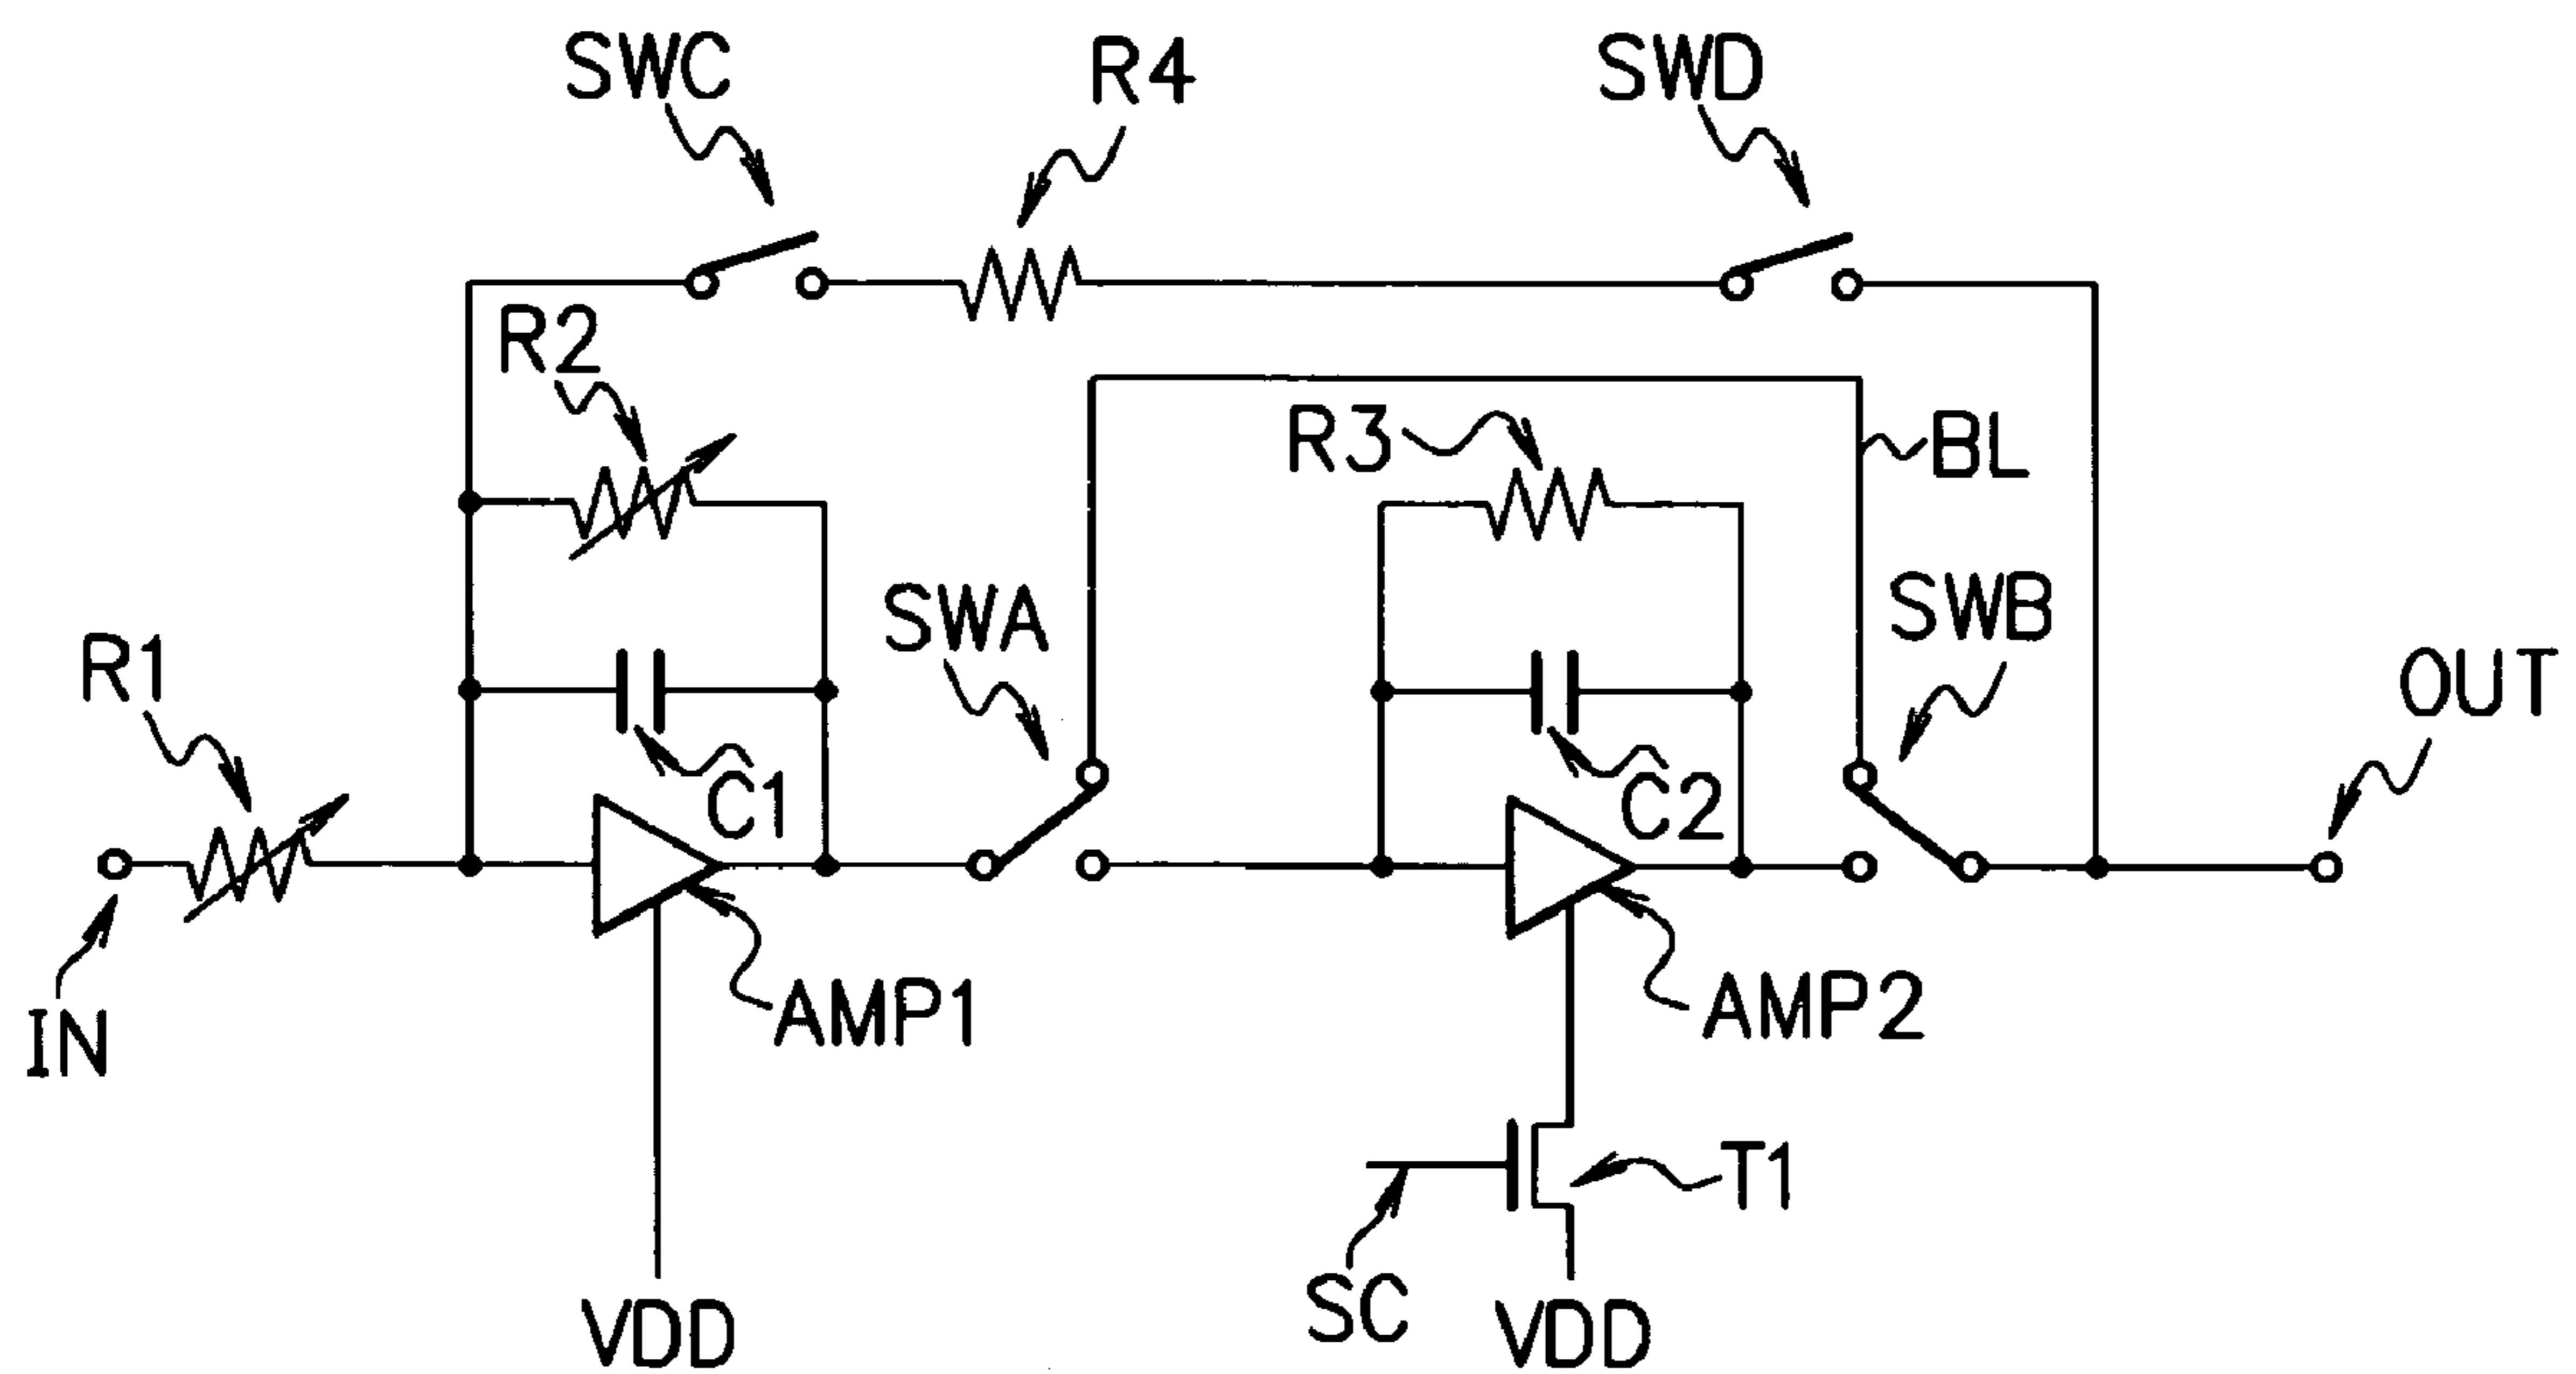 SWC
R4
SWD
R2
R3
BL
SWA
SWB
R1
OUT
C1
C2
AMP1
AMP2
IN
T1
SC
VDD
VDD